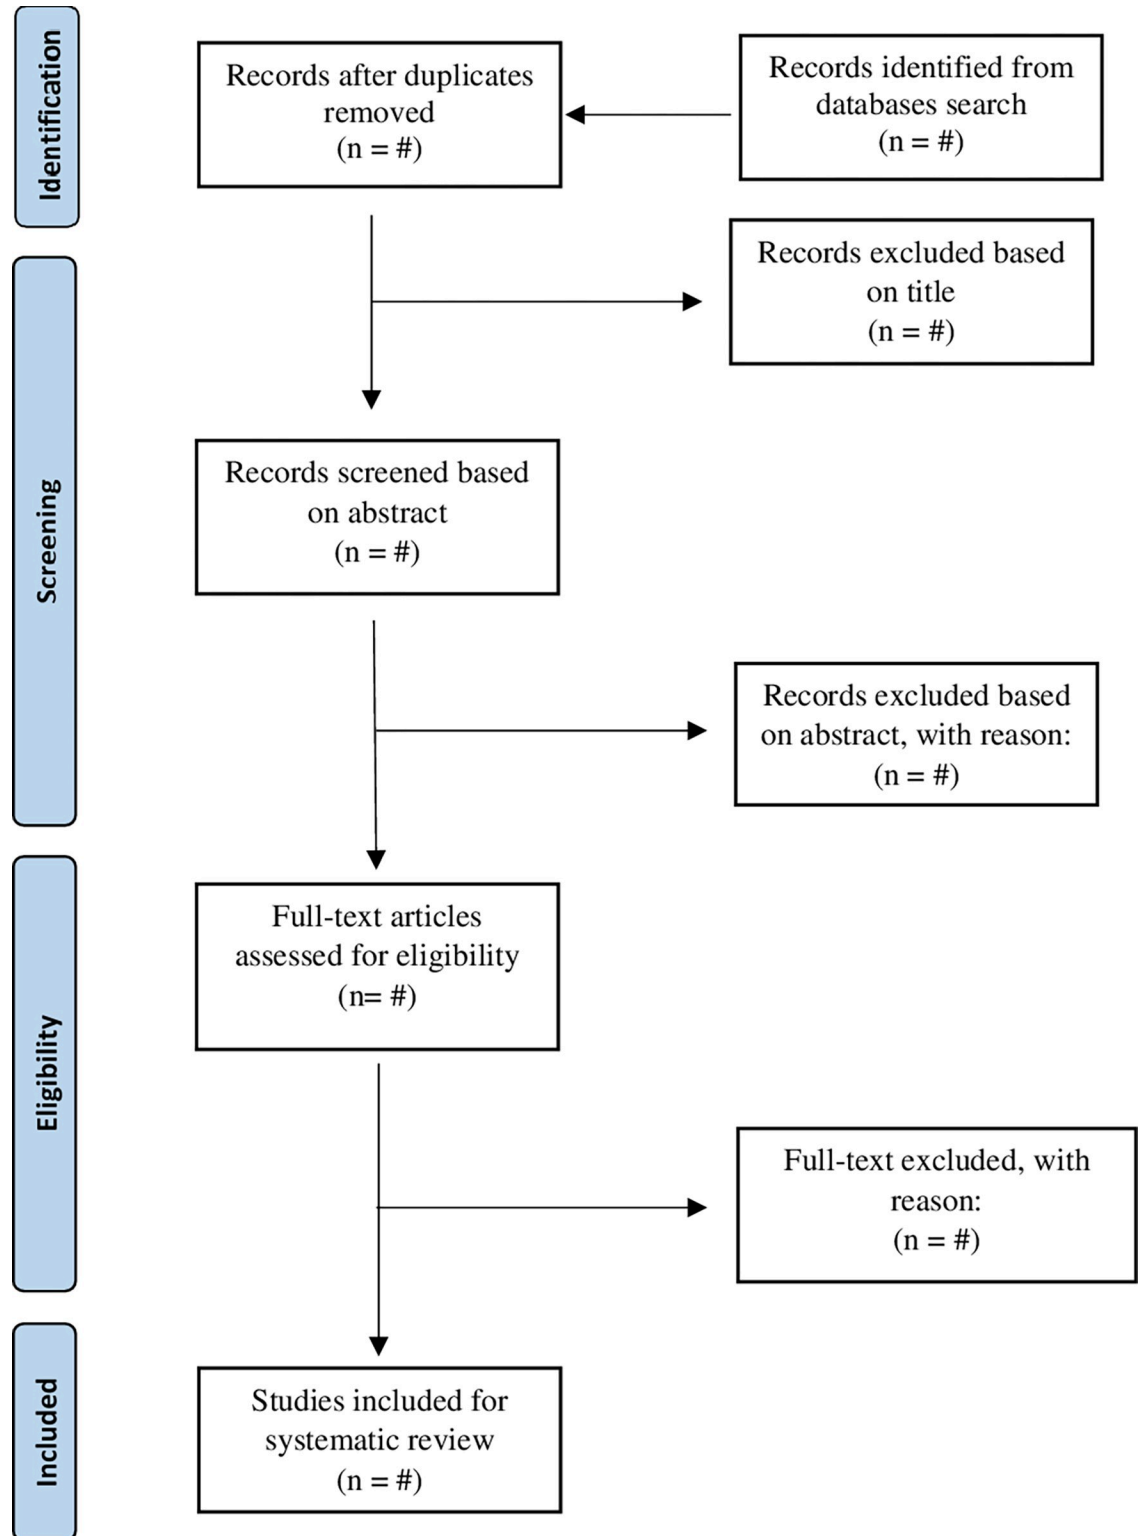 Identification
Records after duplicates
removed
(n = #)
Records identified from
databases search
(n = #)
Screening
Records excluded based
on title
(n = #)
Records screened based
on abstract
(n = #)
Records excluded based
on abstract, with reason:
(n = #)
Eligibility
Full-text articles
assessed for eligibility
(n= #)
Full-text excluded, with
reason:
(n = #)
Included
Studies included for
systematic review
(n = #)